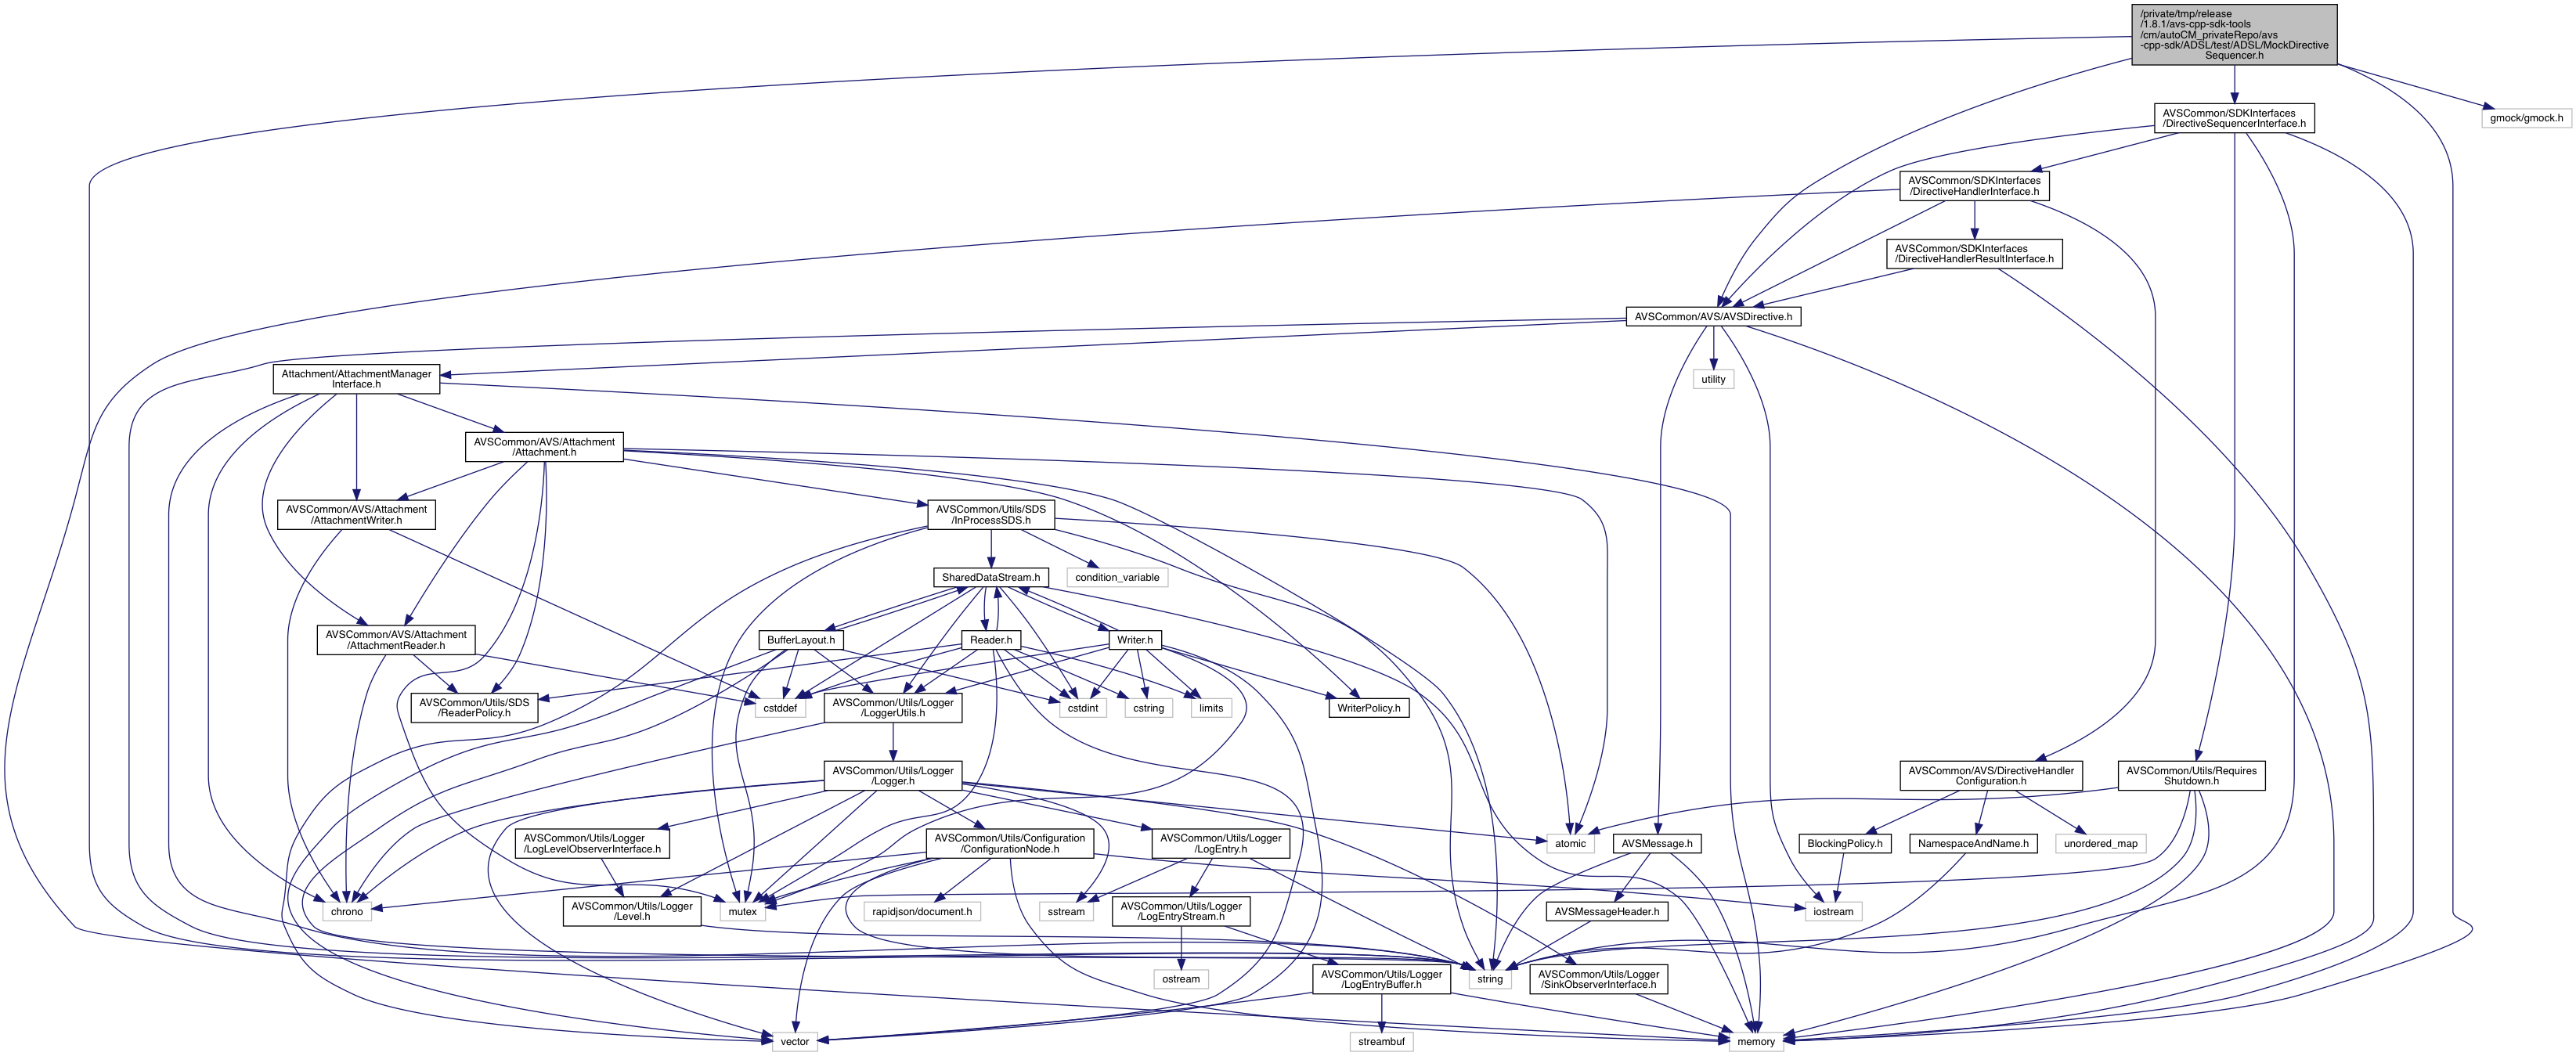 /private/tmp/release
/1.8.1/avs-cpp-sdk-tools
/cm/autoCM_privateRepo/avs
-cpp-sdk/ADSL/test/ADSL/MockDirective
Sequencer.h
AVSCommon/SDKInterfaces
/DirectiveSequencerInterface.h
gmock/gmock.h
AVSCommon/SDKInterfaces
/DirectiveHandlerInterface.h
AVSCommon/SDKInterfaces
/DirectiveHandlerResultInterface.h
AVSCommon/AVS/AVSDirective.h
Attachment/AttachmentManager
Interface.h
utility
AVSCommon/AVS/Attachment
/Attachment.h
AVSCommon/AVS/Attachment
/AttachmentWriter.h
AVSCommon/Utils/SDS
/InProcessSDS.h
SharedDataStream.h
condition_variable
AVSCommon/AVS/Attachment
/AttachmentReader.h
BufferLayout.h
Reader.h
Writer.h
AVSCommon/Utils/SDS
/ReaderPolicy.h
cstddef
AVSCommon/Utils/Logger
/LoggerUtils.h
cstdint
cstring
limits
WriterPolicy.h
AVSCommon/Utils/Logger
/Logger.h
AVSCommon/AVS/DirectiveHandler
Configuration.h
AVSCommon/Utils/Requires
Shutdown.h
AVSCommon/Utils/Logger
/LogLevelObserverInterface.h
AVSCommon/Utils/Configuration
/ConfigurationNode.h
AVSCommon/Utils/Logger
/LogEntry.h
atomic
AVSMessage.h
BlockingPolicy.h
NamespaceAndName.h
unordered_map
chrono
AVSCommon/Utils/Logger
/Level.h
mutex
rapidjson/document.h
sstream
AVSCommon/Utils/Logger
/LogEntryStream.h
AVSMessageHeader.h
iostream
ostream
AVSCommon/Utils/Logger
/LogEntryBuffer.h
string
AVSCommon/Utils/Logger
/SinkObserverInterface.h
vector
streambuf
memory